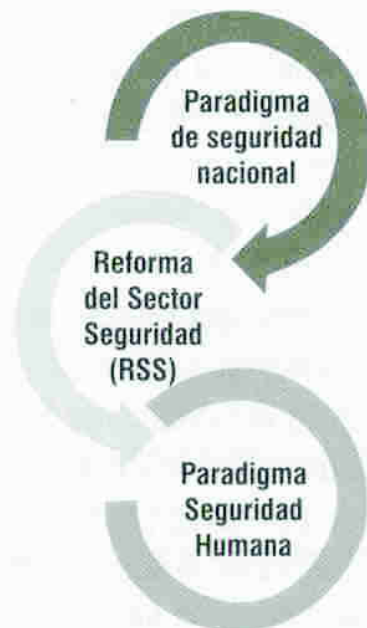 Paradigma
de seguridad
nacional
Reforma
del Sector
Seguridad
(RSS)
Paradigma
Seguridad
Humana